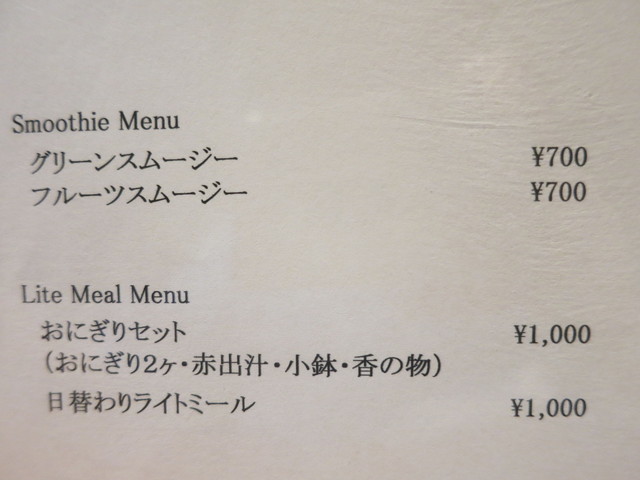 Smoothie Menu
グリーンスムージー ¥700
フルーツスムージー ¥700
Lite Meal Menu
おにぎりセット ¥1,000
（おにぎり2ヶ・赤出汁・小鉢・香の物）
日替わりライトミール ¥1,000